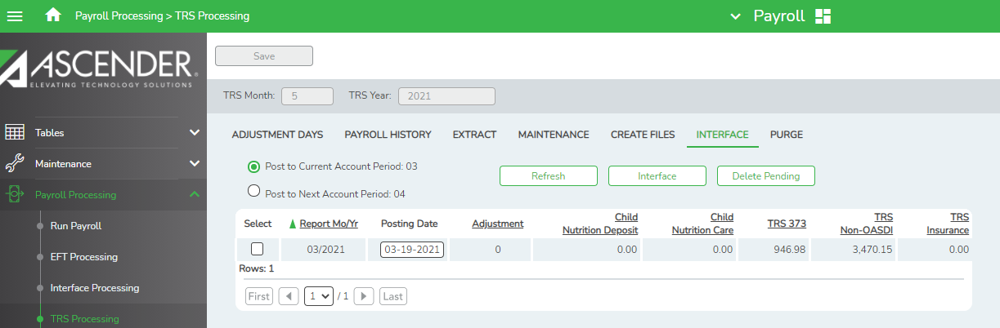 Payroll Processing > TRS Processing
Payroll
ASCENDER®
ELEVATING TECHNOLOGY SOLUTIONS
Tables
Maintenance
Payroll Processing
Run Payroll
EFT Processing
Interface Processing
TRS Processing
Save
TRS Month: 5 TRS Year: 2021
ADJUSTMENT DAYS PAYROLL HISTORY EXTRACT MAINTENANCE CREATE FILES INTERFACE PURGE
Post to Current Account Period: 03
Post to Next Account Period: 04
Refresh Interface Delete Pending
Select Report Mo/Yr Posting Date Adjustment Child Nutrition Deposit Child Nutrition Care TRS 373 TRS Non-OASDI TRS Insurance
03/2021 03-19-2021 0 0.00 0.00 946.98 3,470.15 0.00
Rows: 1
First 1 / 1 Last